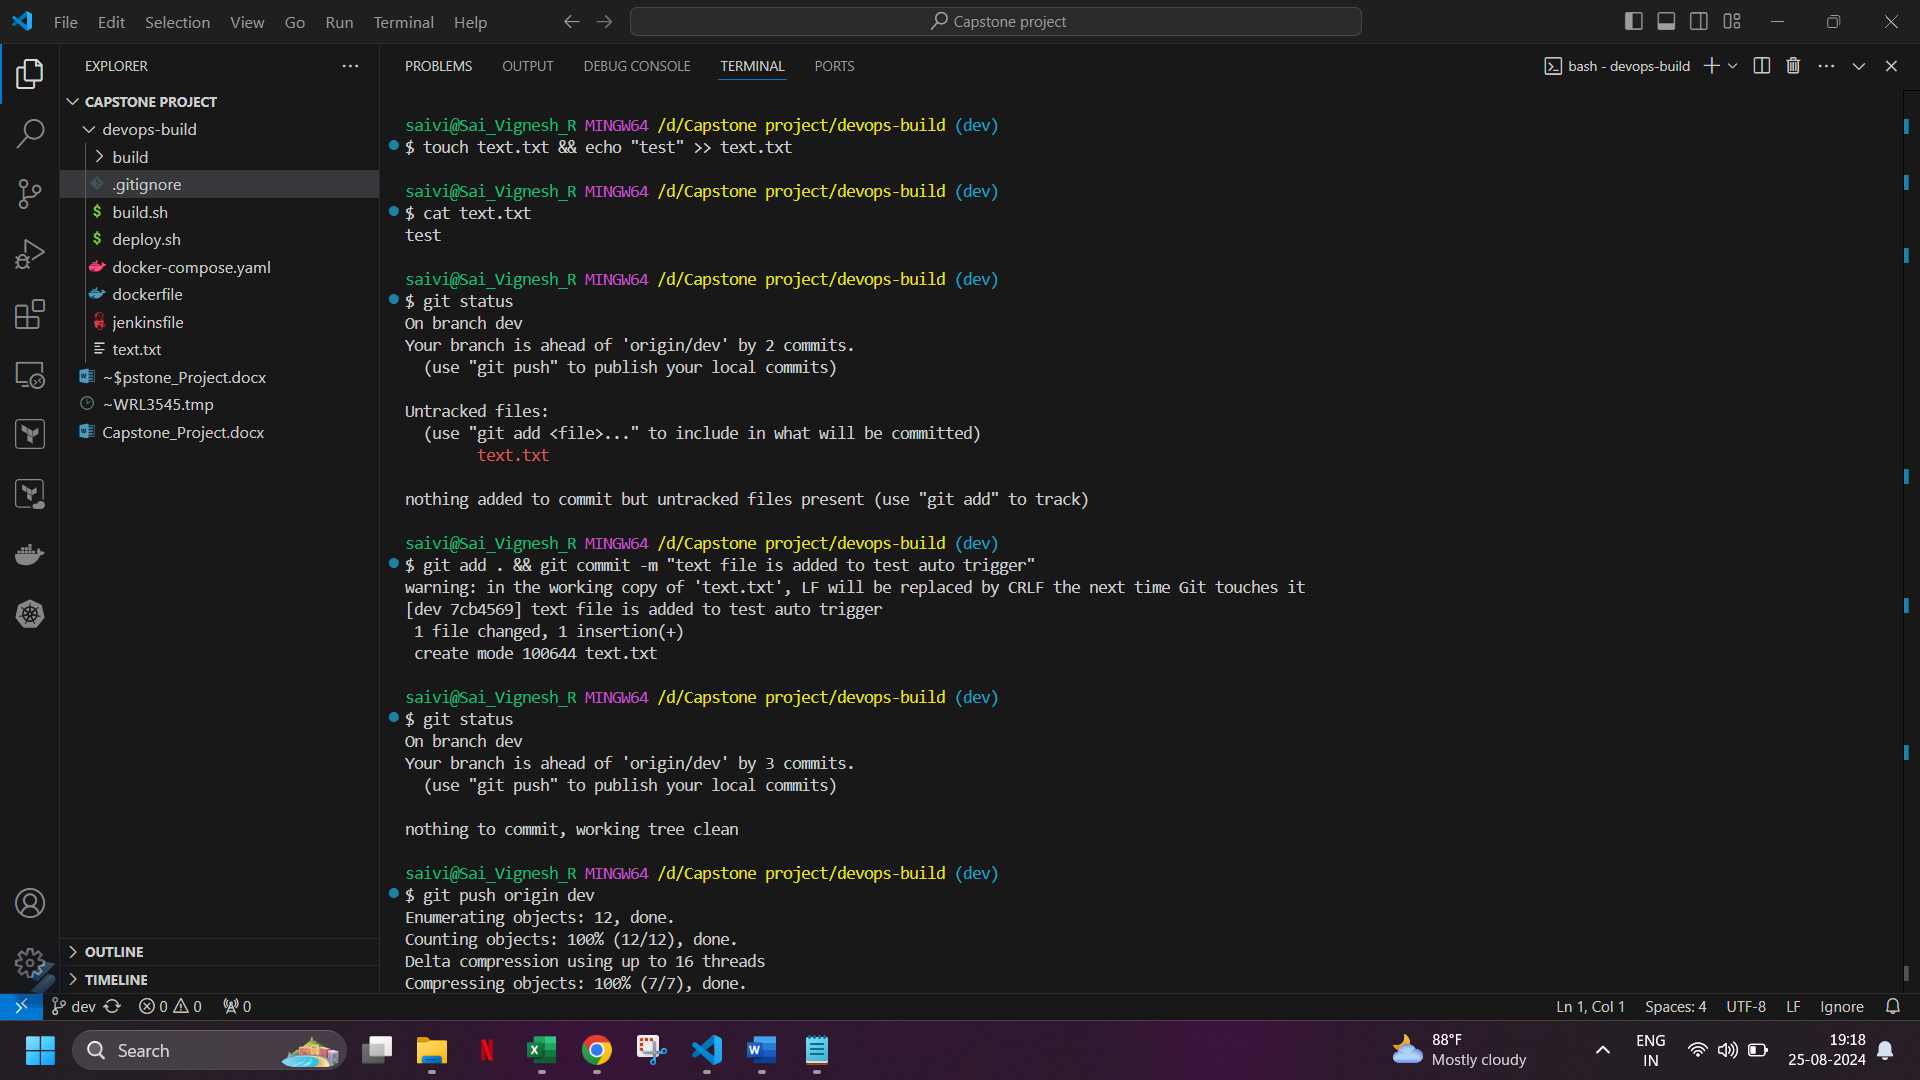 File Edit Selection View Go Run Terminal Help
Capstone project
EXPLORER
CAPSTONE PROJECT
devops-build
build
.gitignore
build.sh
deploy.sh
docker-compose.yaml
dockerfile
jenkinsfile
text.txt
~$pstone_Project.docx
~WRL3545.tmp
Capstone_Project.docx
OUTLINE
TIMELINE
PROBLEMS OUTPUT DEBUG CONSOLE TERMINAL PORTS
bash - devops-build
saivi@Sai_Vignesh_R MINGW64 /d/Capstone project/devops-build (dev)
$ touch text.txt && echo "test" >> text.txt
saivi@Sai_Vignesh_R MINGW64 /d/Capstone project/devops-build (dev)
$ cat text.txt
test
saivi@Sai_Vignesh_R MINGW64 /d/Capstone project/devops-build (dev)
$ git status
On branch dev
Your branch is ahead of 'origin/dev' by 2 commits.
(use "git push" to publish your local commits)
Untracked files:
(use "git add <file>..." to include in what will be committed)
text.txt
nothing added to commit but untracked files present (use "git add" to track)
saivi@Sai_Vignesh_R MINGW64 /d/Capstone project/devops-build (dev)
$ git add . && git commit -m "text file is added to test auto trigger"
warning: in the working copy of 'text.txt', LF will be replaced by CRLF the next time Git touches it
[dev 7cb4569] text file is added to test auto trigger
1 file changed, 1 insertion(+)
create mode 100644 text.txt
saivi@Sai_Vignesh_R MINGW64 /d/Capstone project/devops-build (dev)
$ git status
On branch dev
Your branch is ahead of 'origin/dev' by 3 commits.
(use "git push" to publish your local commits)
nothing to commit, working tree clean
saivi@Sai_Vignesh_R MINGW64 /d/Capstone project/devops-build (dev)
$ git push origin dev
Enumerating objects: 12, done.
Counting objects: 100% (12/12), done.
Delta compression using up to 16 threads
Compressing objects: 100% (7/7), done.
dev 0 0 0
Ln 1, Col 1 Spaces: 4 UTF-8 LF Ignore
Search
88°F
Mostly cloudy
ENG
IN
19:18
25-08-2024